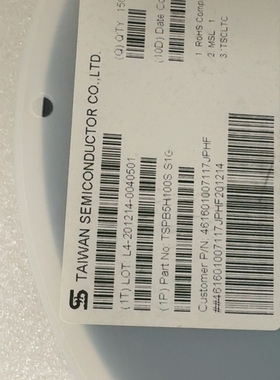 TAIWAN SEMICONDUCTOR CO.,LTD.
(1T) LOT L4-201214-0040501
(1P) Part No. TSPB5H100S S1G
Customer P/N. 461601007117JPHF
##461601007117JPHF201214
(Q) QTY
(10D) Date Co
1 RoHS Comp
2. MSL 1
3.TSCLTC